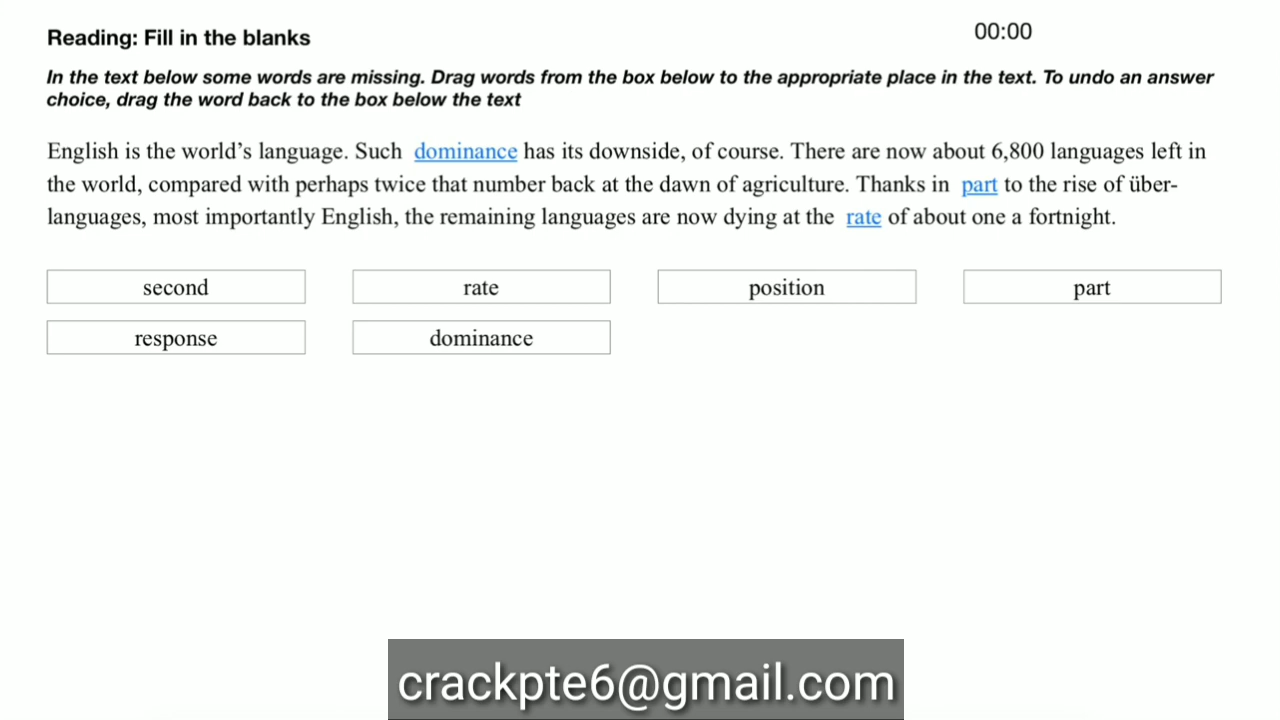 Reading: Fill in the blanks
00:00
In the text below some words are missing. Drag words from the box below to the appropriate place in the text. To undo an answer
choice, drag the word back to the box below the text
English is the world’s language. Such dominance has its downside, of course. There are now about 6,800 languages left in
the world, compared with perhaps twice that number back at the dawn of agriculture. Thanks in part to the rise of über-
languages, most importantly English, the remaining languages are now dying at the rate of about one a fortnight.
second rate position part
response dominance
crackpte6@gmail.com